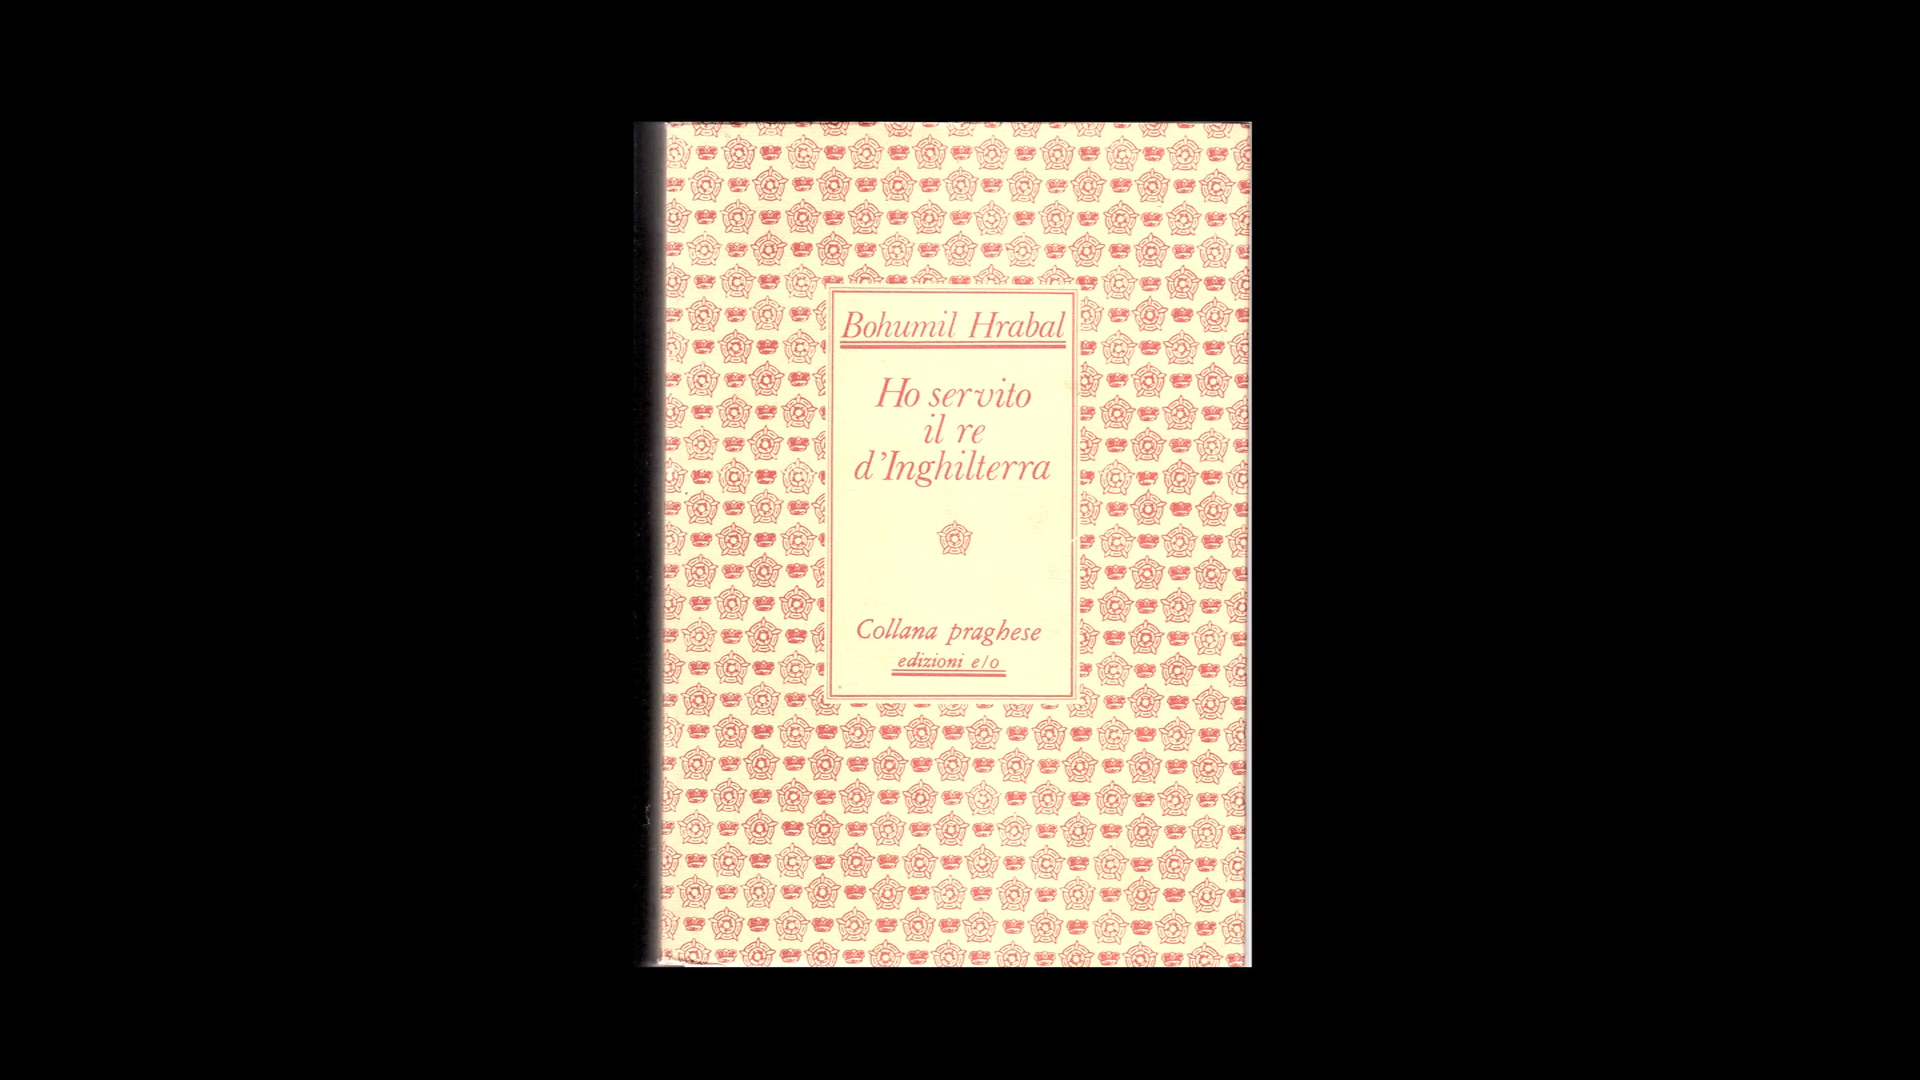 Bohumil Hrabal
Ho servito
il re
d'Inghilterra
Collana praghese
edizioni e/o